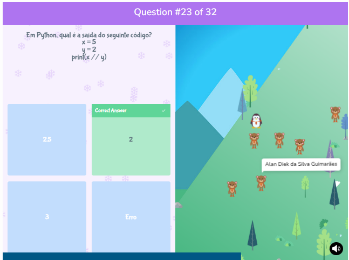 Question #23 of 32
Em Python, qual é a saída do seguinte código?
x = 5
y = 2
print(x // y)
Correct Answer
2.5
2
3
Erro
Alan Diak da Silva Guimarães